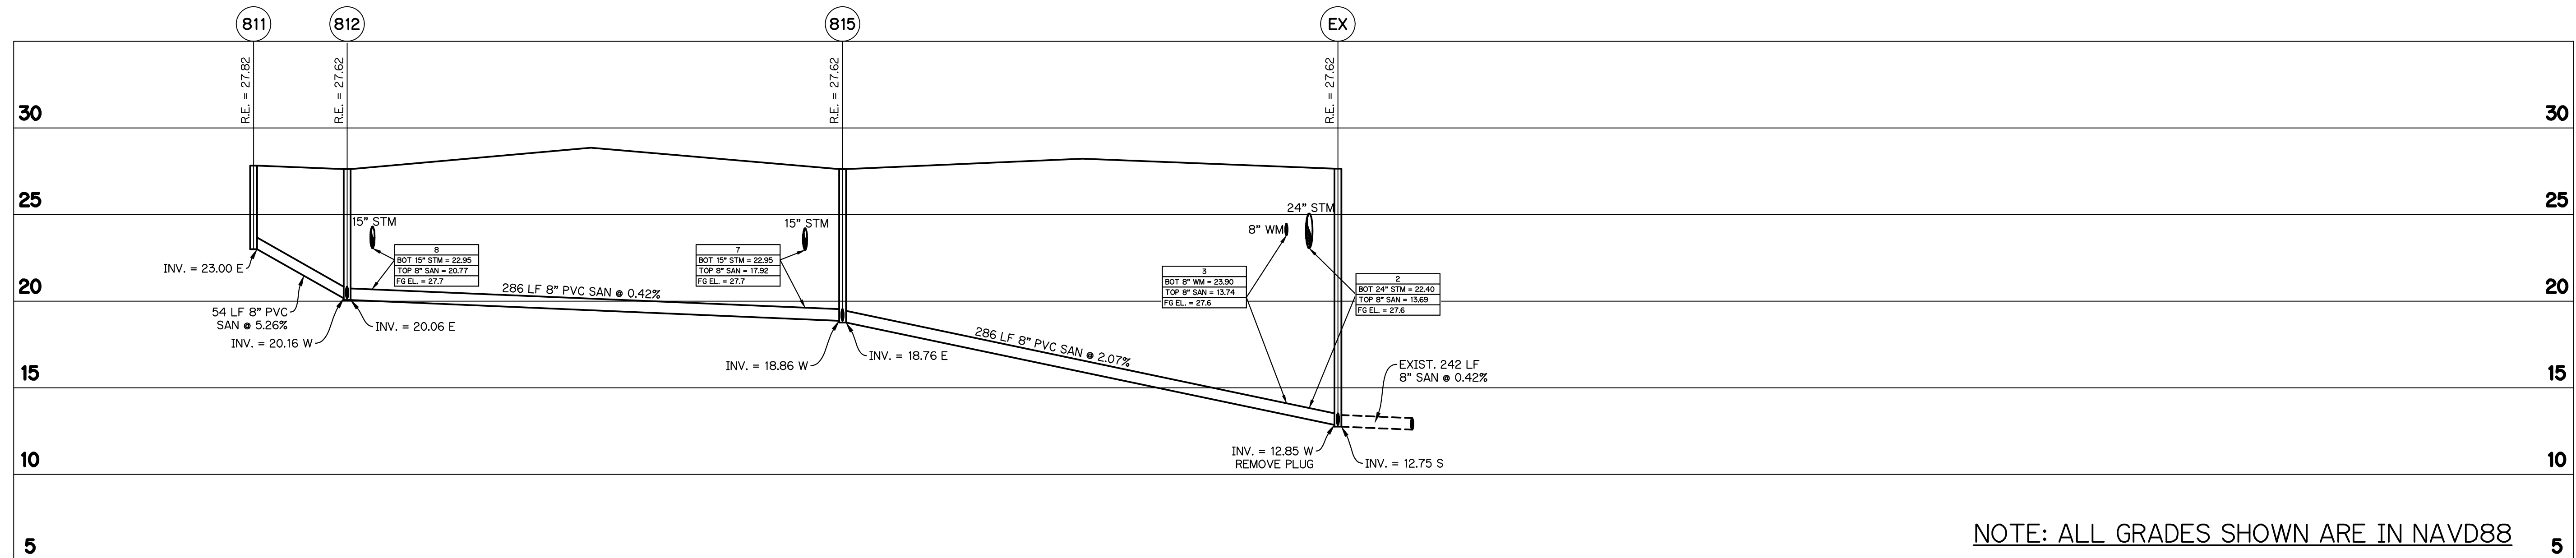 811
812
815
EX
R.E. = 27.82
R.E. = 27.62
R.E. = 27.62
R.E. = 27.62
30
30
25
25
15" STM
15" STM
24" STM
8" WM
INV. = 23.00 E
8
BOT 15" STM = 22.95
TOP 8" SAN = 20.77
FG EL. = 27.7
7
BOT 15" STM = 22.95
TOP 8" SAN = 17.92
FG EL. = 27.7
3
BOT 8" WM = 23.90
TOP 8" SAN = 13.74
FG EL. = 27.6
2
BOT 24" STM = 22.40
TOP 8" SAN = 13.69
FG EL. = 27.6
20
20
286 LF 8" PVC SAN @ 0.42%
54 LF 8" PVC
SAN @ 5.26%
INV. = 20.16 W
INV. = 20.06 E
286 LF 8" PVC SAN @ 2.07%
INV. = 18.86 W
INV. = 18.76 E
EXIST. 242 LF
8" SAN @ 0.42%
15
15
INV. = 12.85 W
REMOVE PLUG
INV. = 12.75 S
10
10
NOTE: ALL GRADES SHOWN ARE IN NAVD88
5
5